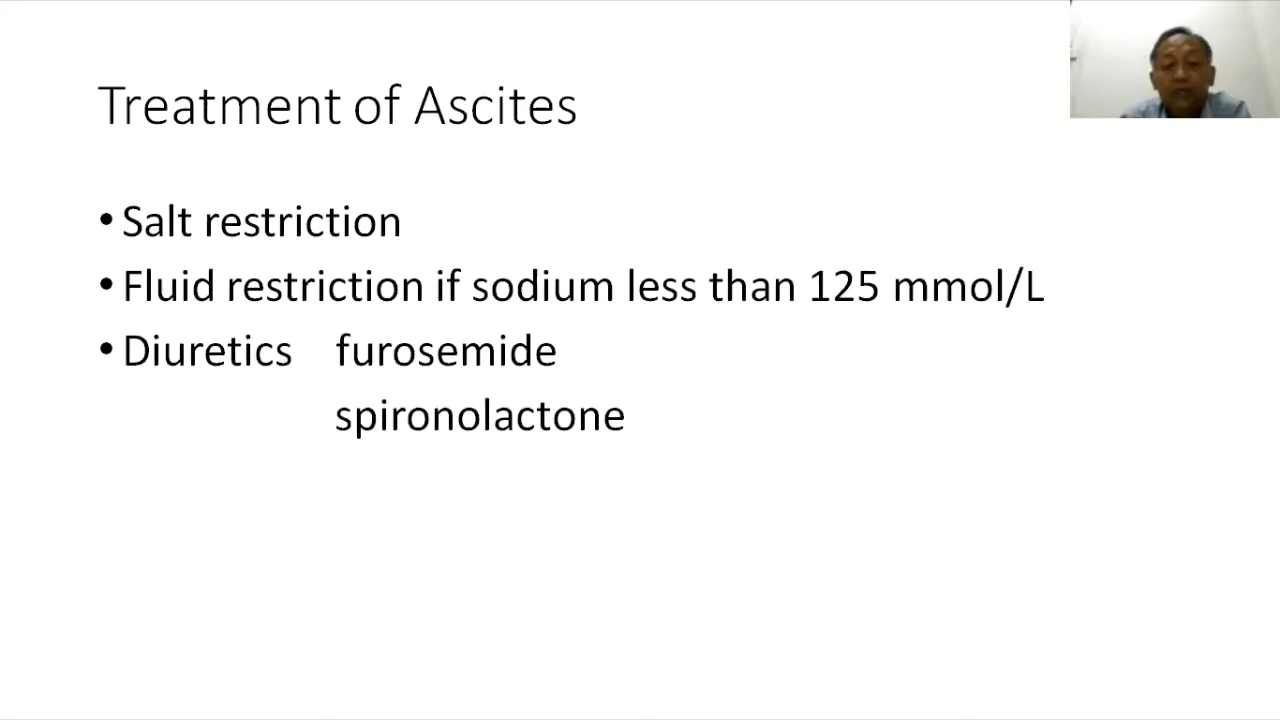 Treatment of Ascites
• Salt restriction
• Fluid restriction if sodium less than 125 mmol/L
• Diuretics furosemide
spironolactone